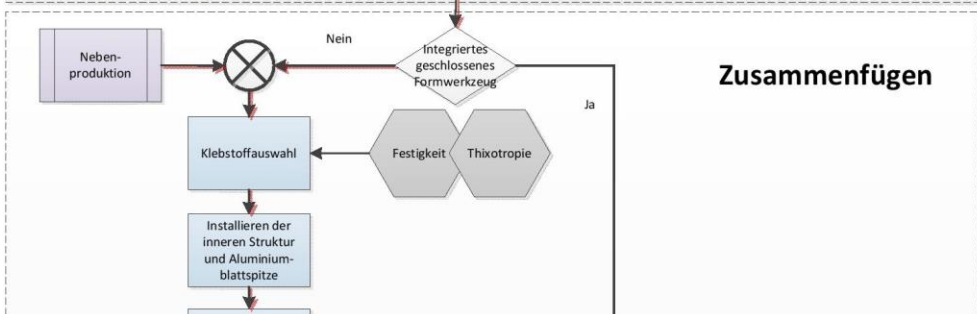 Neben-
produktion
Nein
Integriertes
geschlossenes
Formwerkzeug
Ja
Zusammenfügen
Klebstoffauswahl
Festigkeit
Thixotropie
Installieren der
inneren Struktur
und Aluminium-
blattspitze